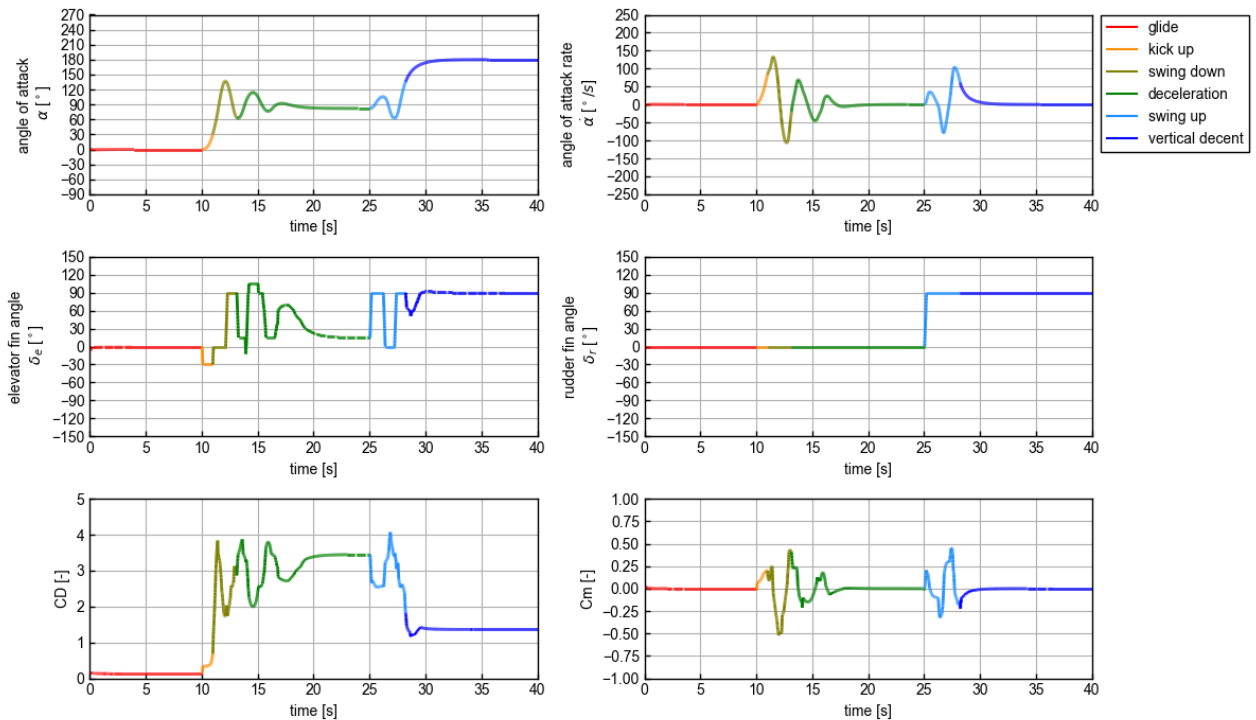 270
240
210
180
150
120
90
60
30
0
−30
−60
−90
0 5 10 15 20 25 30 35 40
time [s]
angle of attack
α [°]
250
200
150
100
50
0
−50
−100
−150
−200
−250
0 5 10 15 20 25 30 35 40
time [s]
angle of attack rate
α̇ [°/s]
glide
kick up
swing down
deceleration
swing up
vertical decent
150
120
90
60
30
0
−30
−60
−90
−120
−150
0 5 10 15 20 25 30 35 40
time [s]
elevator fin angle
δe [°]
150
120
90
60
30
0
−30
−60
−90
−120
−150
0 5 10 15 20 25 30 35 40
time [s]
rudder fin angle
δr [°]
5
4
3
2
1
0
0 5 10 15 20 25 30 35 40
time [s]
CD [-]
1.00
0.75
0.50
0.25
0.00
−0.25
−0.50
−0.75
−1.00
0 5 10 15 20 25 30 35 40
time [s]
Cm [-]